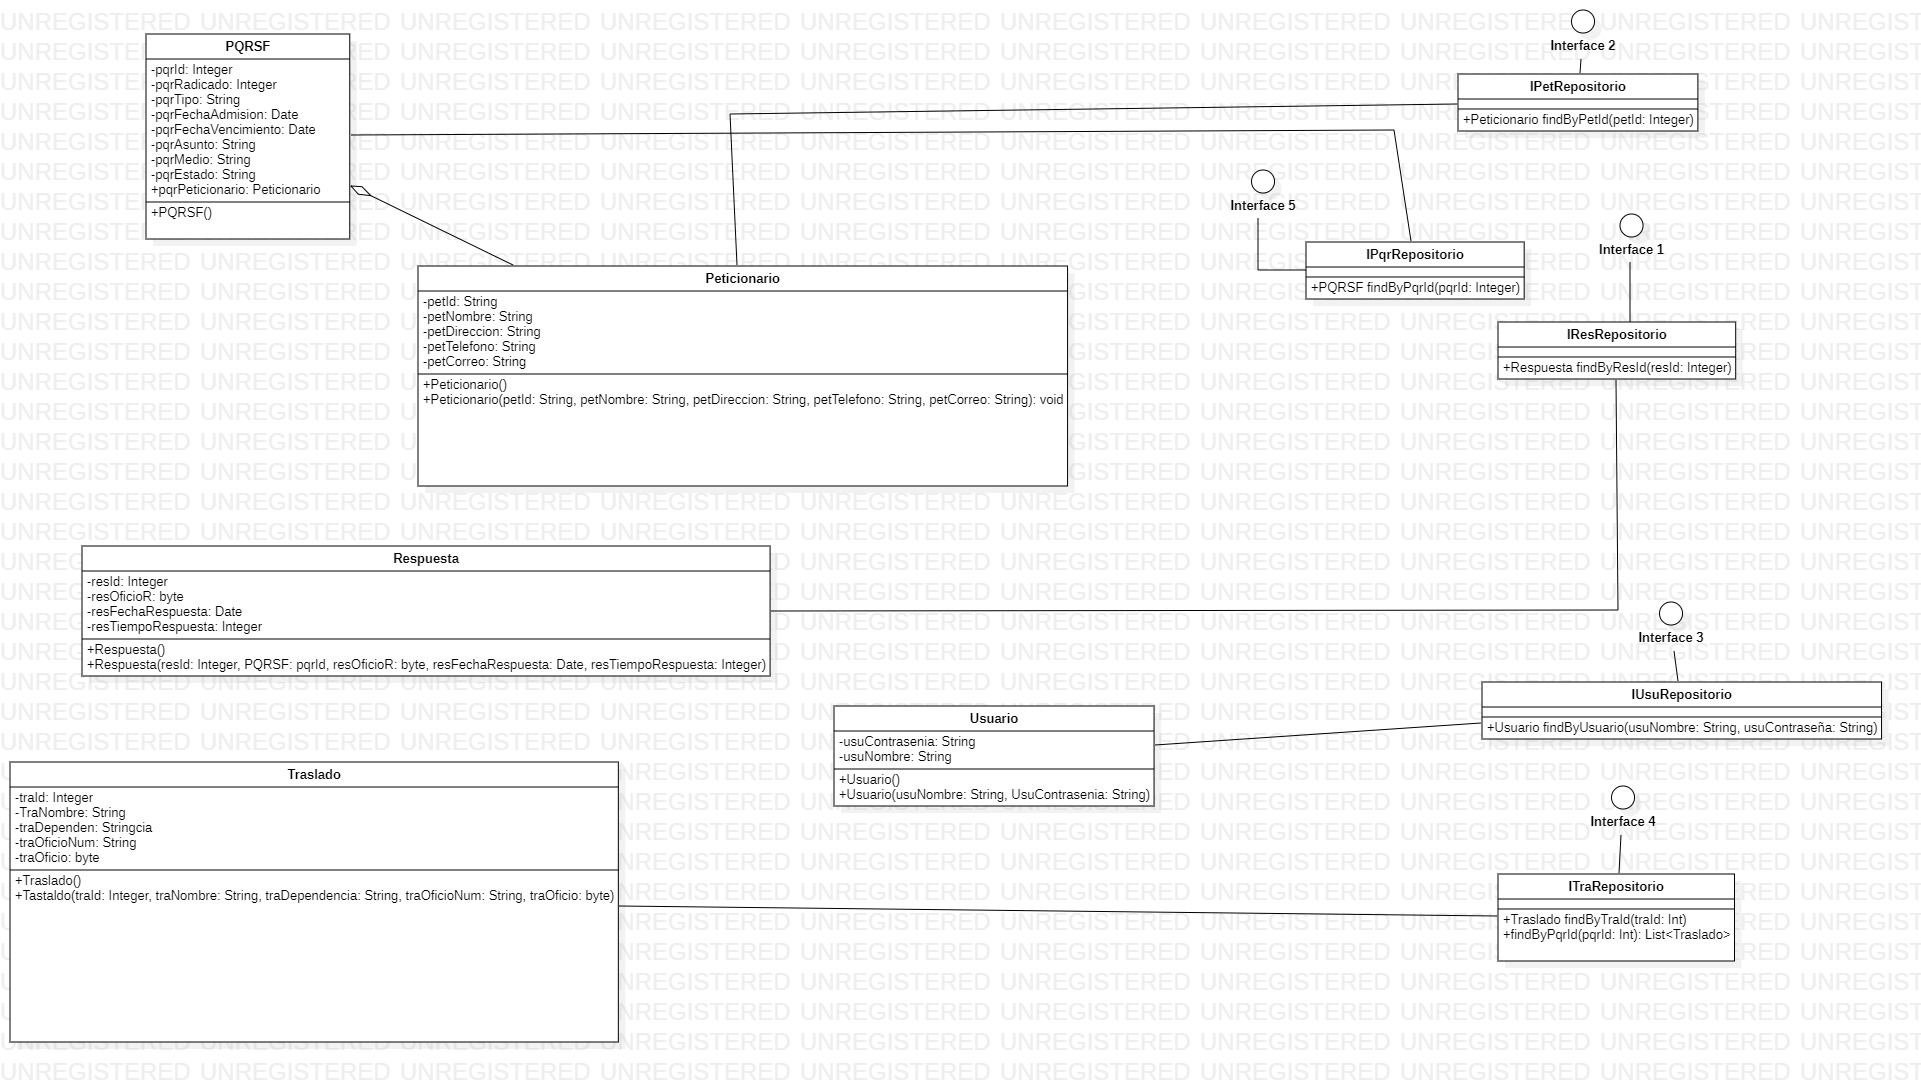 PQRSF
-pqrId: Integer
-pqrRadicado: Integer
-pqrTipo: String
-pqrFechaAdmision: Date
-pqrFechaVencimiento: Date
-pqrAsunto: String
-pqrMedio: String
-pqrEstado: String
+pqrPeticionario: Peticionario
+PQRSF()
Interface 2
IPetRepositorio
+Peticionario findByPetId(petId: Integer)
Interface 5
IPqrRepositorio
+PQRSF findByPqrId(pqrId: Integer)
Interface 1
IResRepositorio
+Respuesta findByResId(resId: Integer)
Peticionario
-petId: String
-petNombre: String
-petDireccion: String
-petTelefono: String
-petCorreo: String
+Peticionario()
+Peticionario(petId: String, petNombre: String, petDireccion: String, petTelefono: String, petCorreo: String): void
Respuesta
-resId: Integer
-resOficioR: byte
-resFechaRespuesta: Date
-resTiempoRespuesta: Integer
+Respuesta()
+Respuesta(resId: Integer, PQRSF: pqrId, resOficioR: byte, resFechaRespuesta: Date, resTiempoRespuesta: Integer)
Interface 3
IUsuRepositorio
+Usuario findByUsuario(usuNombre: String, usuContraseña: String)
Usuario
-usuContrasenia: String
-usuNombre: String
+Usuario()
+Usuario(usuNombre: String, UsuContrasenia: String)
Traslado
-traId: Integer
-TraNombre: String
-traDependen: Stringcia
-traOficioNum: String
-traOficio: byte
+Traslado()
+Tastaldo(traId: Integer, traNombre: String, traDependencia: String, traOficioNum: String, traOficio: byte)
Interface 4
ITraRepositorio
+Traslado findByTraId(traId: Int)
+findByPqrId(pqrId: Int): List<Traslado>
UNREGISTERED